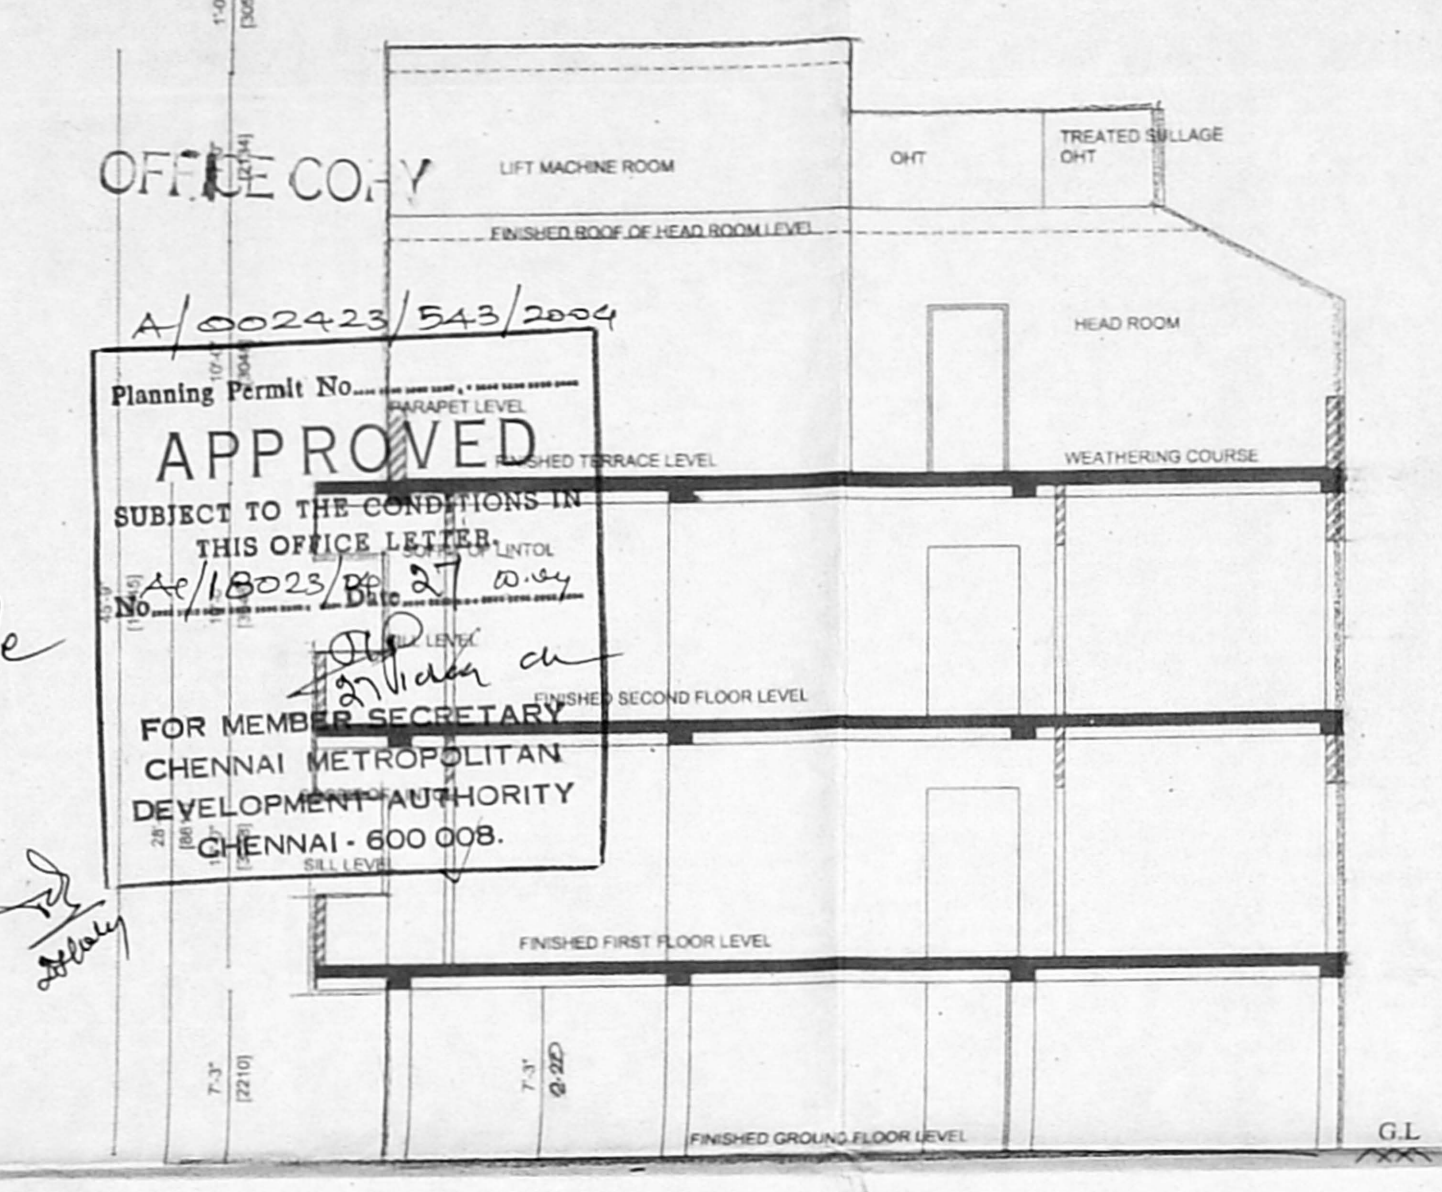 1'-0
[305
OFFICE COPY
[2134]
LIFT MACHINE ROOM
OHT
TREATED SULLAGE
OHT
FINISHED ROOF OF HEAD ROOM LEVEL
HEAD ROOM
A/002423/543/2004
Planning Permit No.
PARAPET LEVEL
APPROVED
FINISHED TERRACE LEVEL
WEATHERING COURSE
SUBJECT TO THE CONDITIONS IN
THIS OFFICE LETTER.
SOFFIT OF LINTOL
No. Date 27
SILL LEVEL
FINISHED SECOND FLOOR LEVEL
FOR MEMBER SECRETARY
CHENNAI METROPOLITAN
DEVELOPMENT AUTHORITY
CHENNAI - 600 008.
SILL LEVEL
FINISHED FIRST FLOOR LEVEL
7'-3"
[2210]
7'-3"
FINISHED GROUND FLOOR LEVEL
G.L